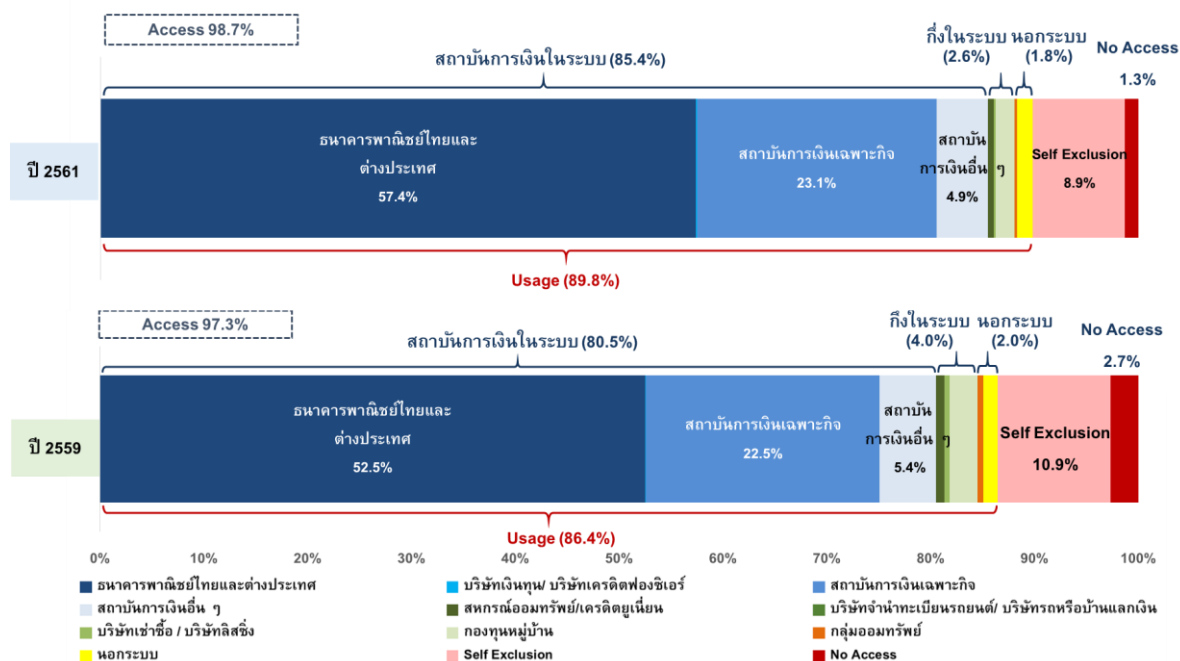 Access 98.7%
สถาบันการเงินในระบบ (85.4%)
กึ่งในระบบ
(2.6%)
นอกระบบ
(1.8%)
No Access
1.3%
ปี 2561
ธนาคารพาณิชย์ไทยและ
ต่างประเทศ
57.4%
สถาบันการเงินเฉพาะกิจ
23.1%
สถาบัน
การเงินอื่น ๆ
4.9%
Self Exclusion
8.9%
Usage (89.8%)
Access 97.3%
สถาบันการเงินในระบบ (80.5%)
กึ่งในระบบ
(4.0%)
นอกระบบ
(2.0%)
No Access
2.7%
ปี 2559
ธนาคารพาณิชย์ไทยและ
ต่างประเทศ
52.5%
สถาบันการเงินเฉพาะกิจ
22.5%
สถาบัน
การเงินอื่น ๆ
5.4%
Self Exclusion
10.9%
Usage (86.4%)
0% 10% 20% 30% 40% 50% 60% 70% 80% 90% 100%
ธนาคารพาณิชย์ไทยและต่างประเทศ
บริษัทเงินทุน/ บริษัทเครดิตฟองซิเอร์
สถาบันการเงินเฉพาะกิจ
สถาบันการเงินอื่น ๆ
สหกรณ์ออมทรัพย์/เครดิตยูเนี่ยน
บริษัทจำนำทะเบียนรถยนต์/ บริษัทรถหรือบ้านแลกเงิน
บริษัทเช่าซื้อ / บริษัทลิสซิ่ง
กองทุนหมู่บ้าน
กลุ่มออมทรัพย์
นอกระบบ
Self Exclusion
No Access